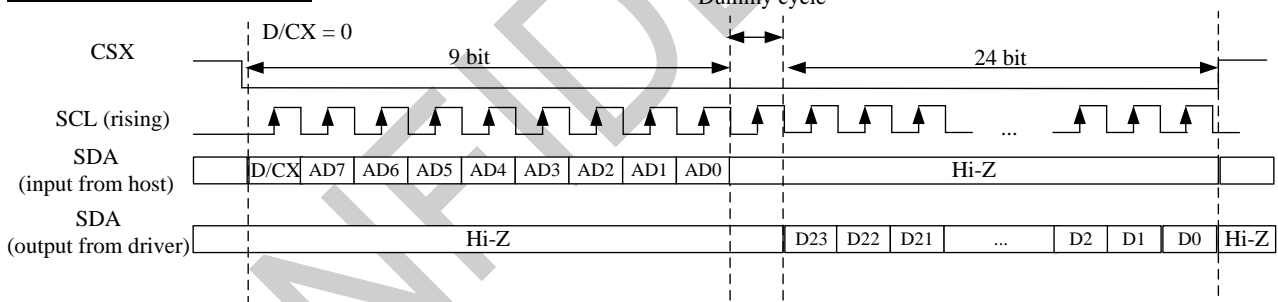 Dummy cycle
D/CX = 0
CSX
9 bit
24 bit
SCL (rising)
...
SDA
(input from host)
D/CX AD7 AD6 AD5 AD4 AD3 AD2 AD1 AD0
Hi-Z
SDA
(output from driver)
Hi-Z
D23 D22 D21 ... D2 D1 D0 Hi-Z